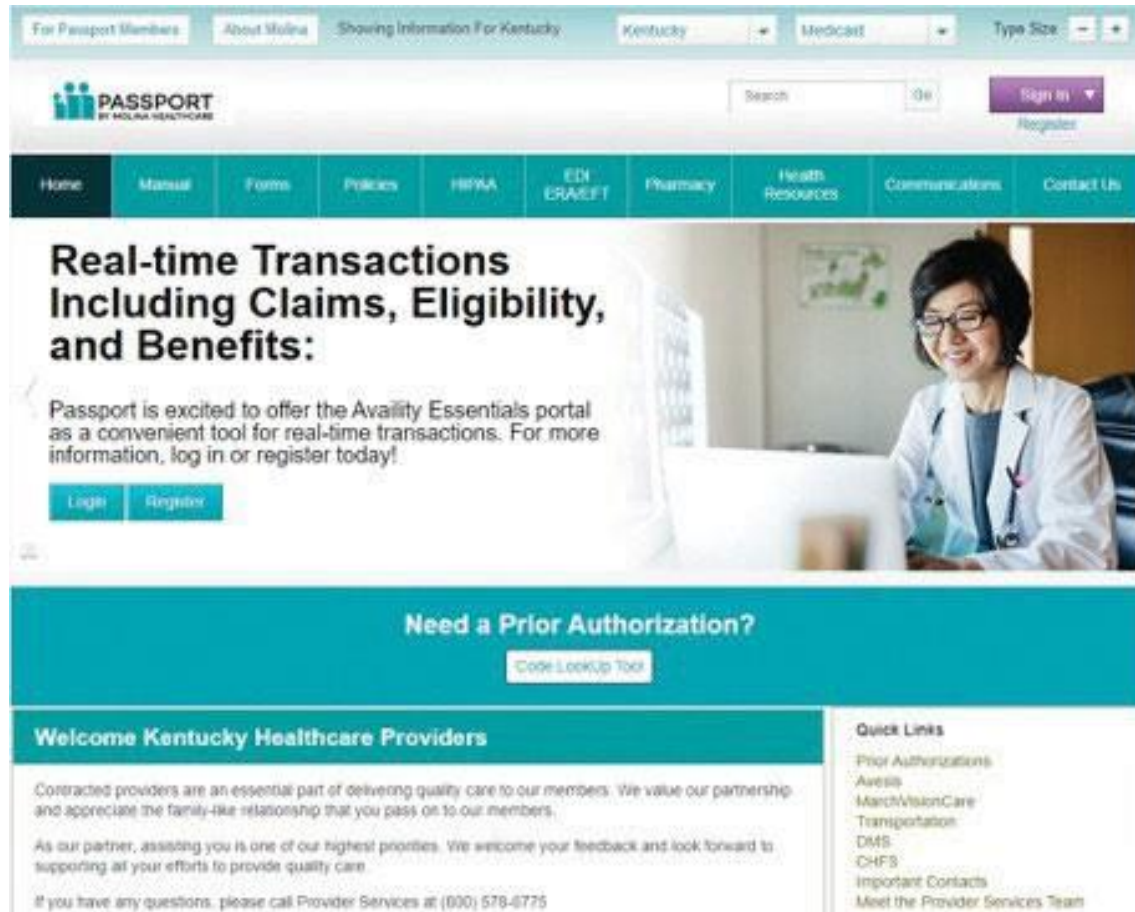 For Passport Members About Molina Showing Information For Kentucky Kentucky Medicaid Type Size - +
PASSPORT
BY MOLINA HEALTHCARE
Search Go Sign In
Register
Home Manual Forms Policies HIPAA EDI ERA/EFT Pharmacy Health Resources Communications Contact Us
Real-time Transactions
Including Claims, Eligibility,
and Benefits:
Passport is excited to offer the Availity Essentials portal
as a convenient tool for real-time transactions. For more
information, log in or register today!
Login Register
Need a Prior Authorization?
Code LookUp Tool
Welcome Kentucky Healthcare Providers
Contracted providers are an essential part of delivering quality care to our members. We value our partnership
and appreciate the family-like relationship that you pass on to our members.
As our partner, assisting you is one of our highest priorities. We welcome your feedback and look forward to
supporting all your efforts to provide quality care.
If you have any questions, please call Provider Services at (800) 578-0775
Quick Links
Prior Authorizations
Avesis
MarchVisionCare
Transportation
DMS
CHFS
Important Contacts
Meet the Provider Services Team